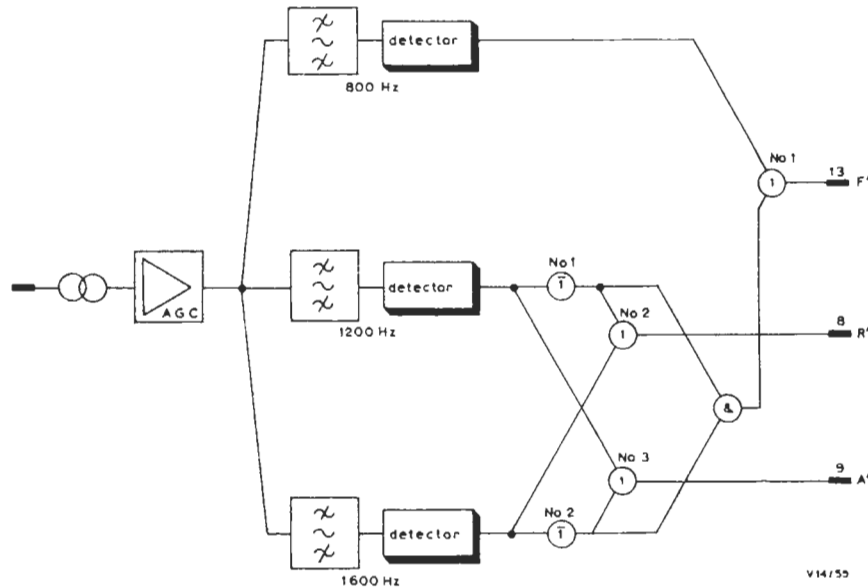 detector
800 Hz
No 1
1
13
F'
AGC
detector
1200 Hz
No 1
1̄
No 2
1
8
R'
&
detector
1600 Hz
No 2
1̄
No 3
1
9
A'
V14/59